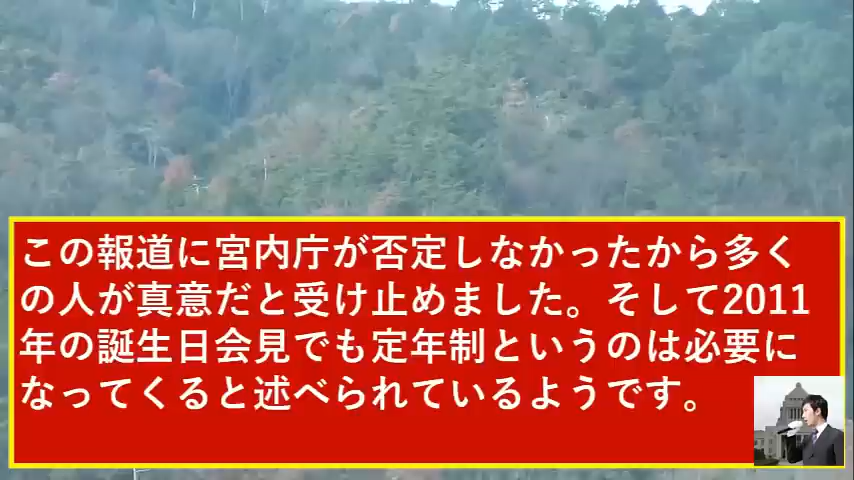 この報道に宮内庁が否定しなかったから多く
の人が真意だと受け止めました。そして2011
年の誕生日会見でも定年制というのは必要に
なってくると述べられているようです。